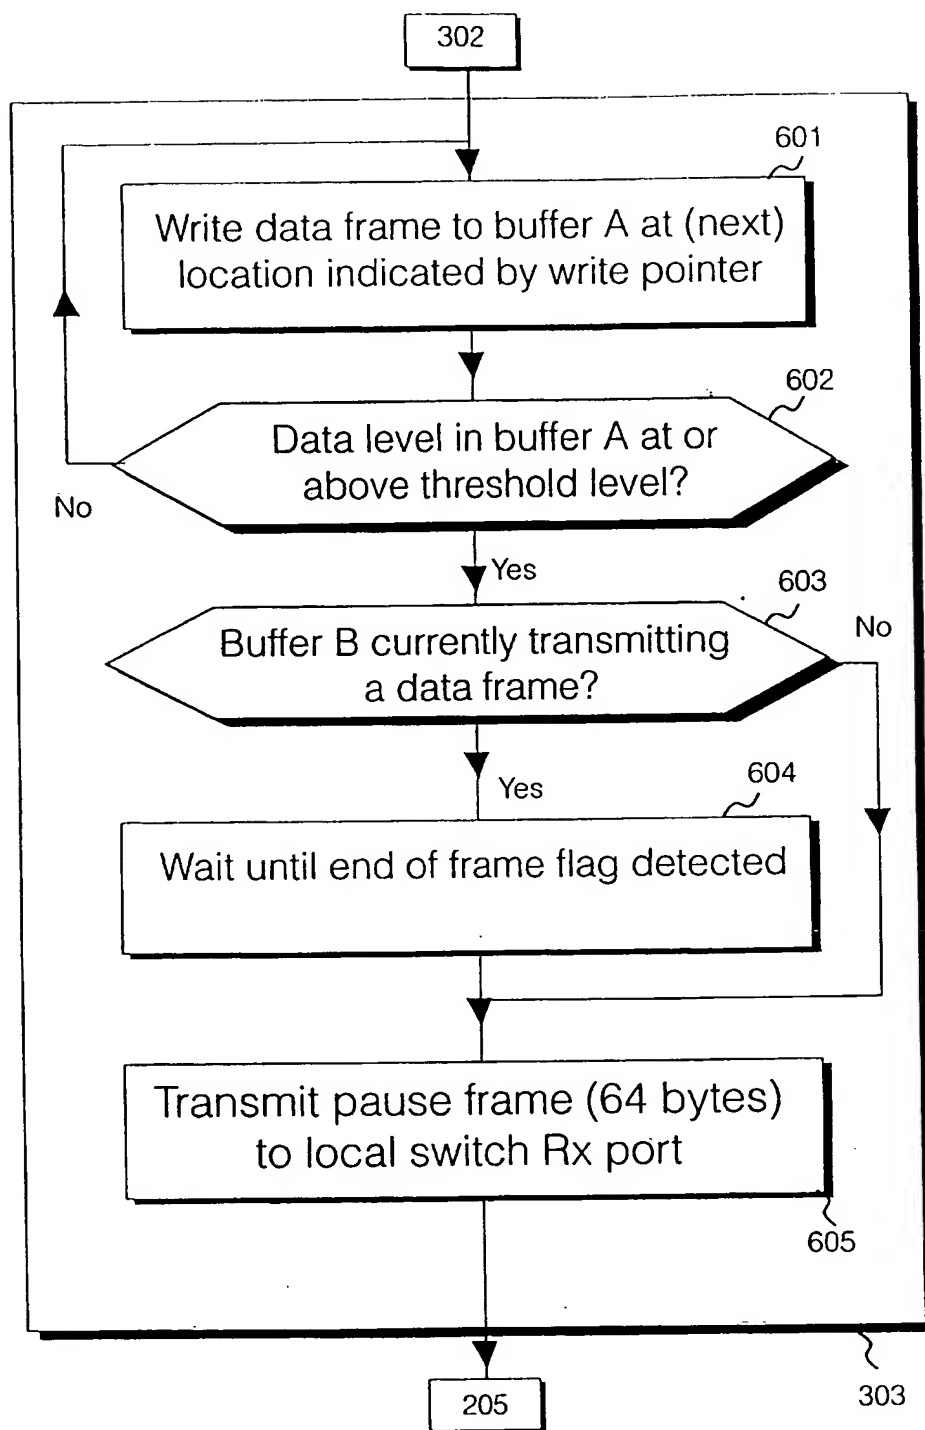 302
601
Write data frame to buffer A at (next)
location indicated by write pointer
602
Data level in buffer A at or
above threshold level?
No
Yes
603
Buffer B currently transmitting
a data frame?
No
Yes
604
Wait until end of frame flag detected
Transmit pause frame (64 bytes)
to local switch Rx port
605
303
205